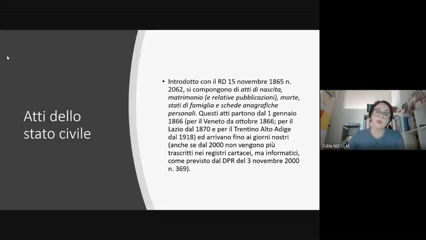 Atti dello
stato civile
• Introdotto con il RD 15 novembre 1865 n.
2062, si compongono di atti di nascita,
matrimonio (e relative pubblicazioni), morte,
stati di famiglia e schede anagrafiche
personali. Questi atti partono dal 1 gennaio
1866 (per il Veneto da ottobre 1866; per il
Lazio dal 1870 e per il Trentino Alto Adige
dal 1918) ed arrivano fino ai giorni nostri
(anche se dal 2000 non vengono più
trascritti nei registri cartacei, ma informatici,
come previsto dal DPR del 3 novembre 2000
n. 369).